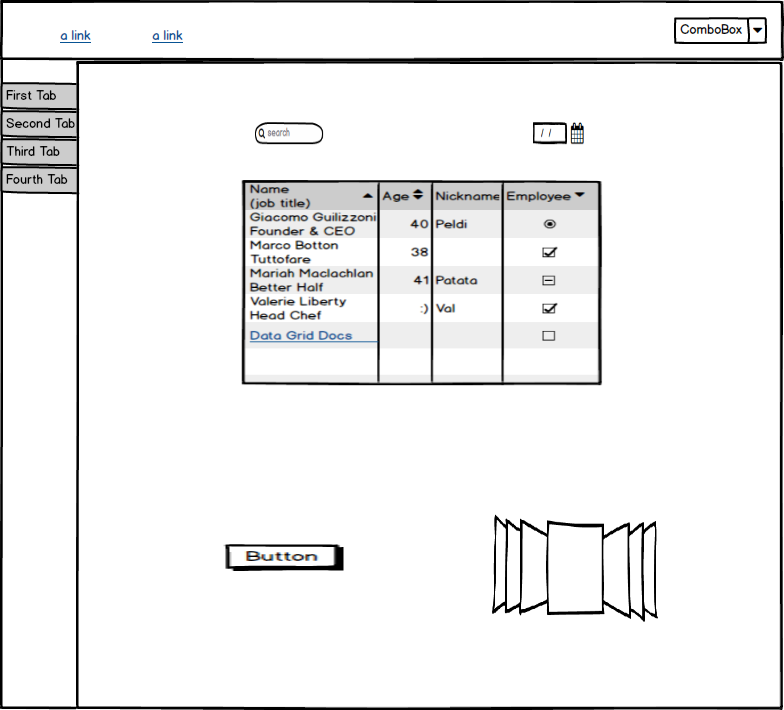 a link
a link
ComboBox
First Tab
Second Tab
Third Tab
Fourth Tab
search
/ /
Name
(job title)
Age
Nickname
Employee
Giacomo Guilizzoni
Founder & CEO
40
Peldi
Marco Botton
Tuttofare
38
Mariah Maclachlan
Better Half
41
Patata
Valerie Liberty
Head Chef
:)
Val
Data Grid Docs
Button